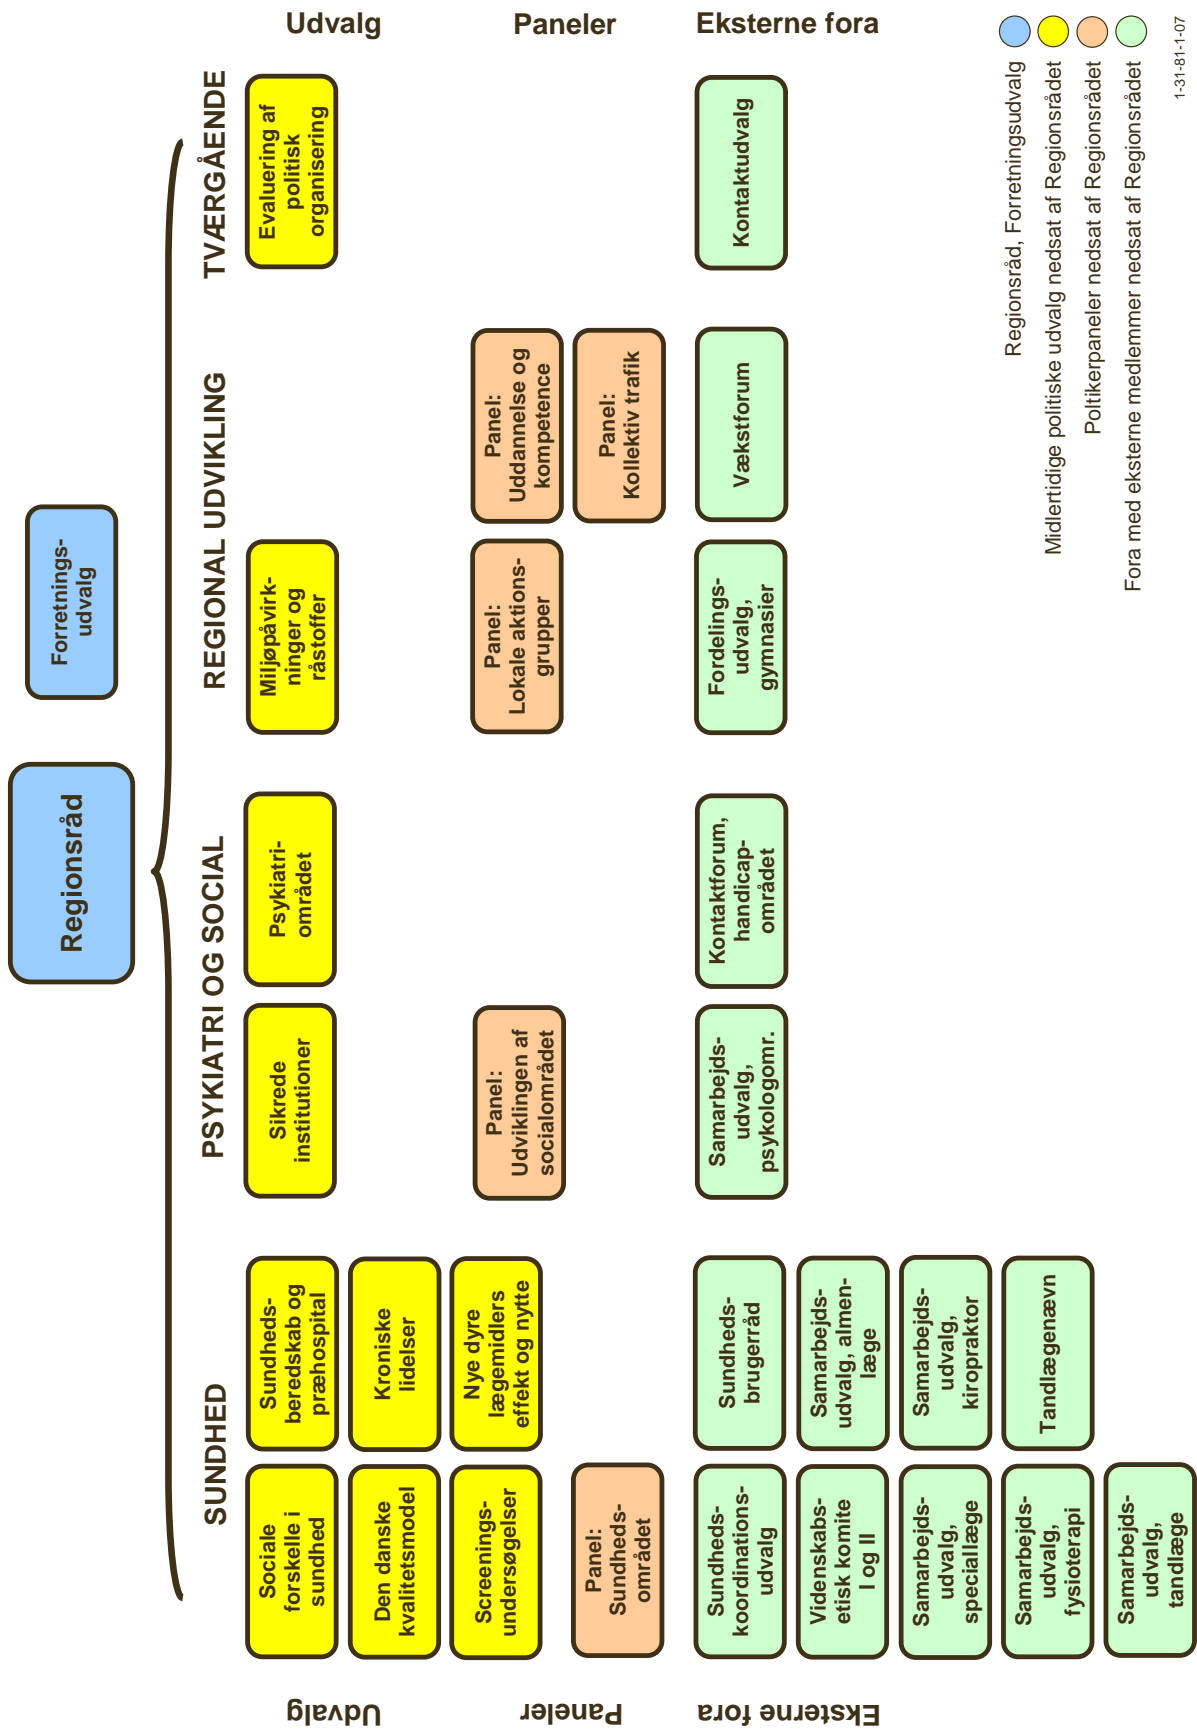 Regionsråd
Forretnings-
udvalg
SUNDHED
PSYKIATRI OG SOCIAL
REGIONAL UDVIKLING
TVÆRGÅENDE
Udvalg
Sociale
forskelle i
sundhed
Sundheds-
beredskab og
præhospital
Sikrede
institutioner
Psykiatri-
området
Miljøpåvirk-
ninger og
råstoffer
Evaluering af
politisk
organisering
Udvalg
Den danske
kvalitetsmodel
Kroniske
lidelser
Screenings-
undersøgelser
Nye dyre
lægemidlers
effekt og nytte
Paneler
Panel:
Sundheds-
området
Panel:
Udviklingen af
socialområdet
Panel:
Lokale aktions-
grupper
Panel:
Uddannelse og
kompetence
Panel:
Kollektiv trafik
Paneler
Eksterne fora
Sundheds-
koordinations-
udvalg
Sundheds-
brugerråd
Samarbejds-
udvalg,
psykologomr.
Kontaktforum,
handicap-
området
Fordelings-
udvalg,
gymnasier
Vækstforum
Kontaktudvalg
Eksterne fora
Videnskabs-
etisk komite
I og II
Samarbejds-
udvalg, almen-
læge
Samarbejds-
udvalg,
speciallæge
Samarbejds-
udvalg,
kiropraktor
Samarbejds-
udvalg,
fysioterapi
Tandlægenævn
Samarbejds-
udvalg,
tandlæge
Regionsråd, Forretningsudvalg
Midlertidige politiske udvalg nedsat af Regionsrådet
Poltikerpaneler nedsat af Regionsrådet
Fora med eksterne medlemmer nedsat af Regionsrådet
1-31-81-1-07